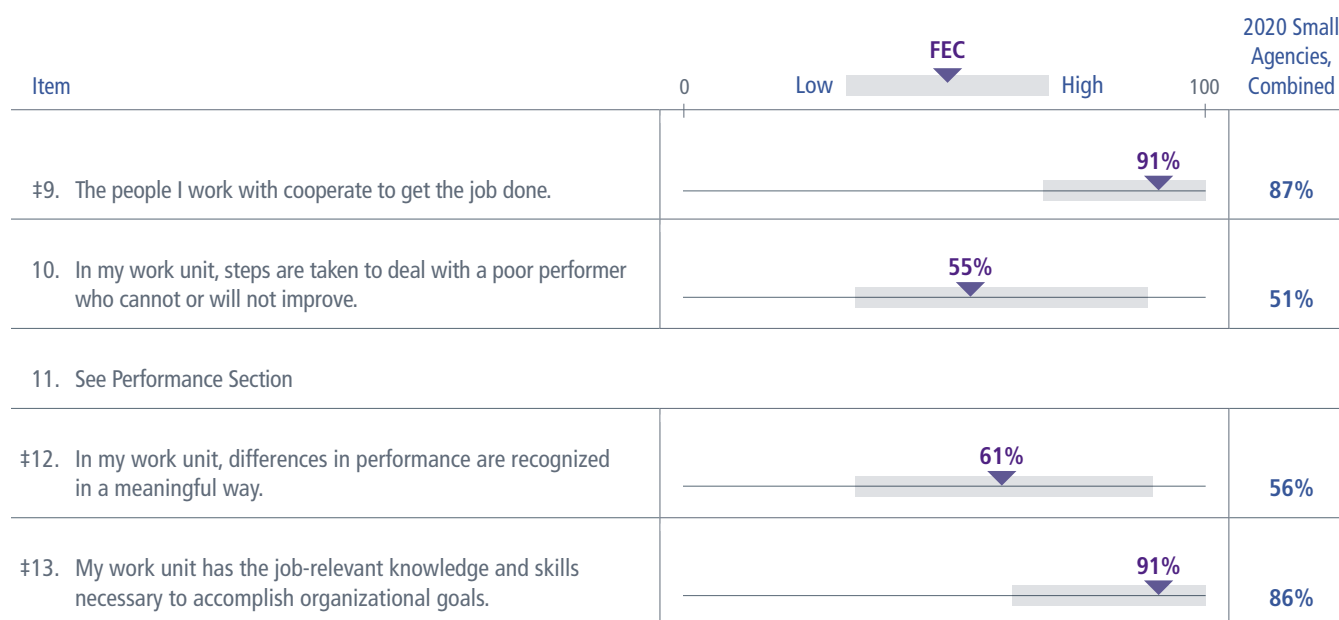 2020 Small
Agencies,
Combined
FEC
Item
0
Low
High
100
91%
‡9. The people I work with cooperate to get the job done.
87%
55%
10. In my work unit, steps are taken to deal with a poor performer
who cannot or will not improve.
51%
11. See Performance Section
61%
‡12. In my work unit, differences in performance are recognized
in a meaningful way.
56%
91%
‡13. My work unit has the job-relevant knowledge and skills
necessary to accomplish organizational goals.
86%